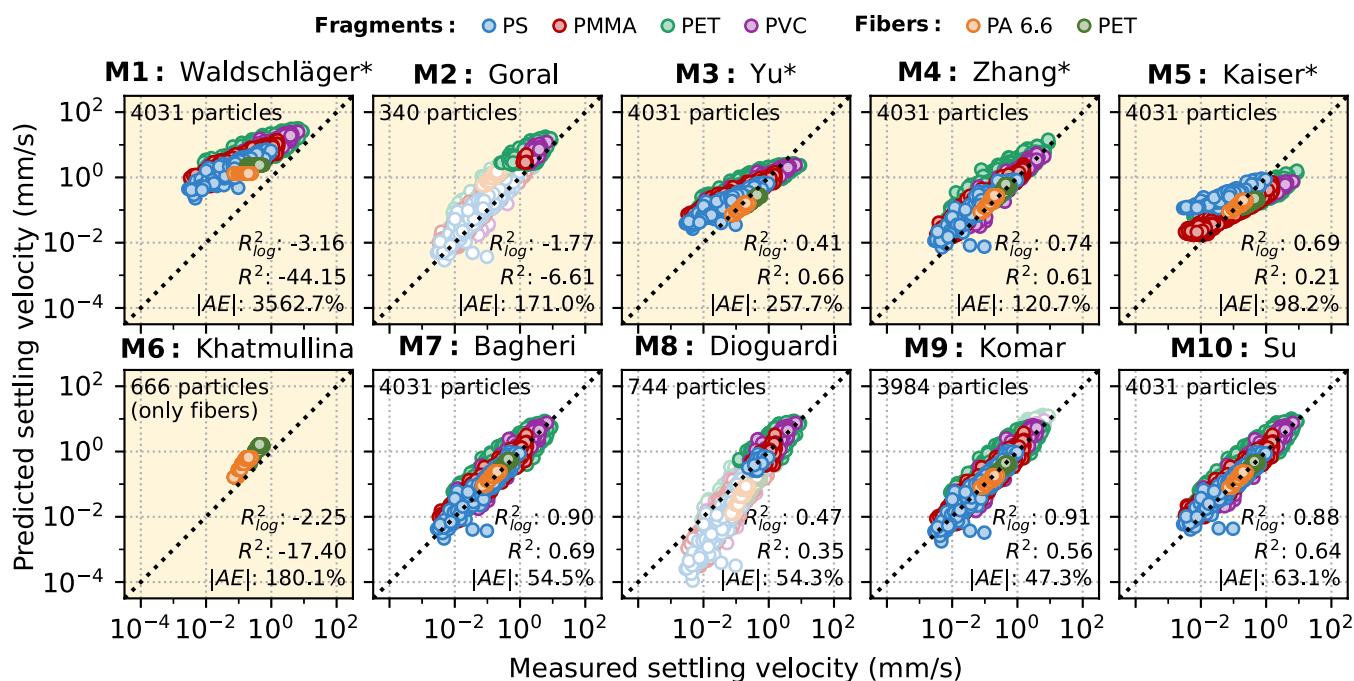 Fragments: PS PMMA PET PVC Fibers: PA 6.6 PET
M1: Waldschläger* M2: Goral M3: Yu* M4: Zhang* M5: Kaiser*
Predicted settling velocity (mm/s)
10² 10⁰ 10⁻² 10⁻⁴
4031 particles
R²log: -3.16
R²: -44.15
|AE|: 3562.7%
340 particles
R²log: -1.77
R²: -6.61
|AE|: 171.0%
4031 particles
R²log: 0.41
R²: 0.66
|AE|: 257.7%
4031 particles
R²log: 0.74
R²: 0.61
|AE|: 120.7%
4031 particles
R²log: 0.69
R²: 0.21
|AE|: 98.2%
M6: Khatmullina M7: Bagheri M8: Dioguardi M9: Komar M10: Su
10² 10⁰ 10⁻² 10⁻⁴
666 particles
(only fibers)
R²log: -2.25
R²: -17.40
|AE|: 180.1%
4031 particles
R²log: 0.90
R²: 0.69
|AE|: 54.5%
744 particles
R²log: 0.47
R²: 0.35
|AE|: 54.3%
3984 particles
R²log: 0.91
R²: 0.56
|AE|: 47.3%
4031 particles
R²log: 0.88
R²: 0.64
|AE|: 63.1%
10⁻⁴ 10⁻² 10⁰ 10² 10⁻⁴ 10⁻² 10⁰ 10² 10⁻⁴ 10⁻² 10⁰ 10² 10⁻⁴ 10⁻² 10⁰ 10² 10⁻⁴ 10⁻² 10⁰ 10²
Measured settling velocity (mm/s)